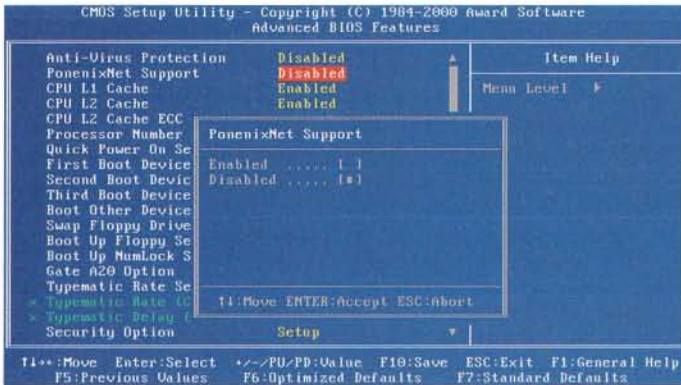 CMOS Setup Utility - Copyright (C) 1984-2000 Award Software
Advanced BIOS Features
Anti-Virus Protection Disabled
PonenixNet Support Disabled
CPU L1 Cache Enabled
CPU L2 Cache Enabled
CPU L2 Cache ECC
Processor Number
Quick Power On Se
First Boot Device
Second Boot Devic
Third Boot Device
Boot Other Device
Swap Floppy Drive
Boot Up Floppy Se
Boot Up NumLock S
Gate A20 Option
Typematic Rate Se
× Typematic Rate (C
× Typematic Delay (
Security Option Setup
PonenixNet Support
Enabled ..... [ ]
Disabled ..... [■]
↑↓:Move ENTER:Accept ESC:Abort
Item Help
Menu Level ▶
↑↓→←:Move Enter:Select +/-/PU/PD:Value F10:Save ESC:Exit F1:General Help
F5:Previous Values F6:Optimized Defaults F7:Standard Defaults